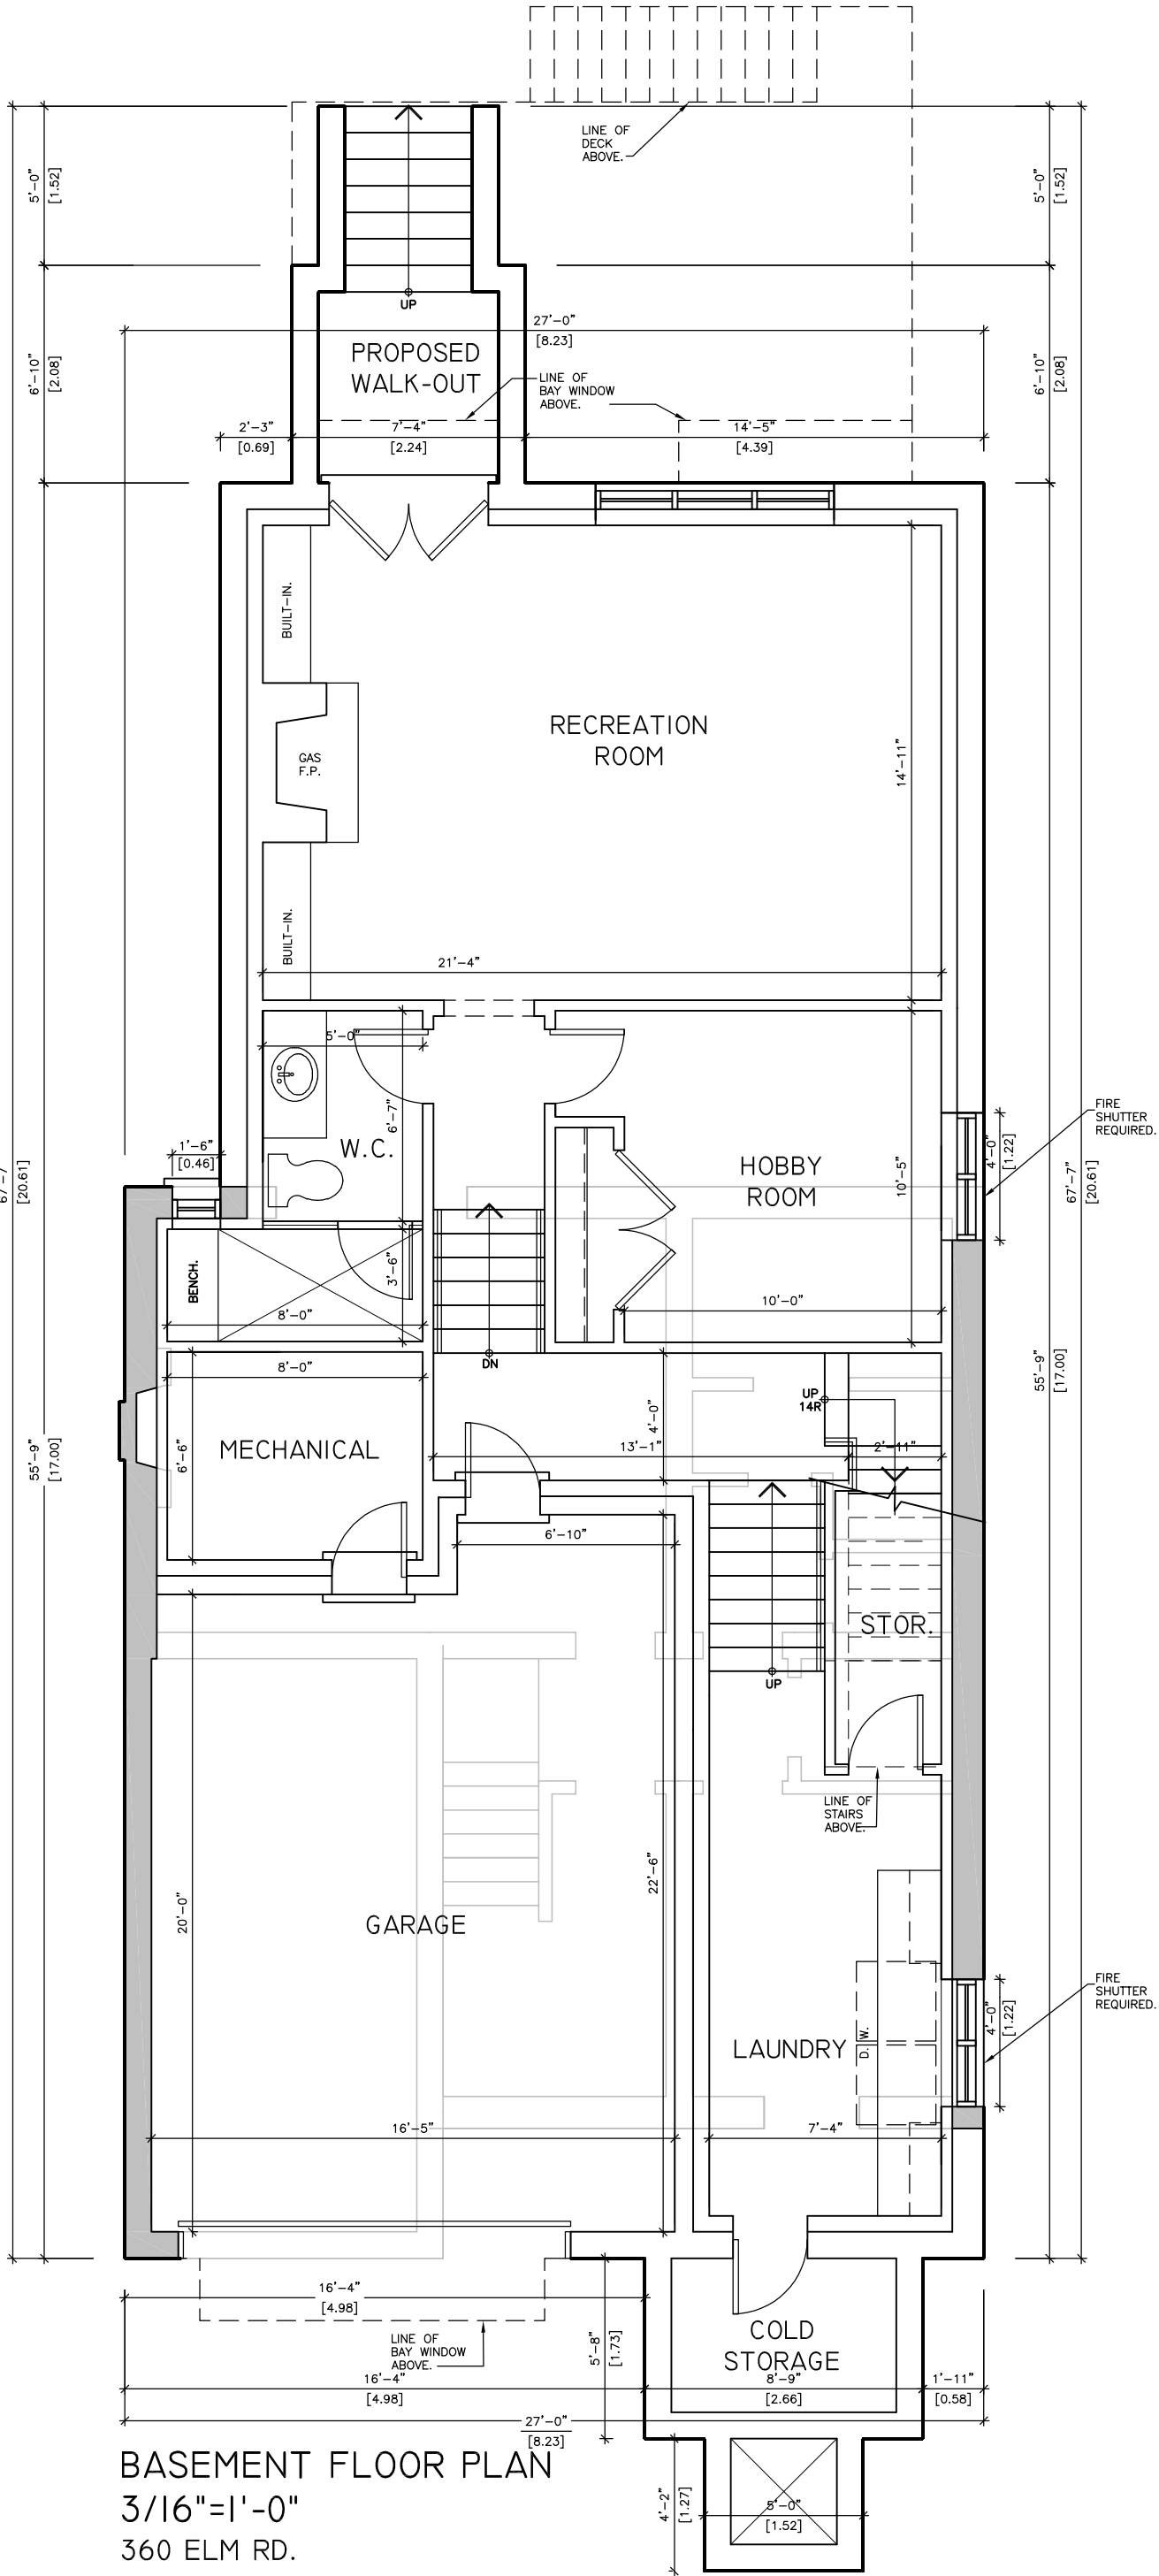 LINE OF
DECK
ABOVE.
5'-0"
[1.52]
5'-0"
[1.52]
UP
27'-0"
[8.23]
6'-10"
[2.08]
6'-10"
[2.08]
PROPOSED
WALK-OUT
LINE OF
BAY WINDOW
ABOVE.
2'-3"
[0.69]
7'-4"
[2.24]
14'-5"
[4.39]
BUILT-IN.
RECREATION
ROOM
GAS
F.P.
14'-11"
BUILT-IN.
21'-4"
5'-0"
6'-7"
W.C.
1'-6"
[0.46]
HOBBY
ROOM
10'-5"
4'-0"
[1.22]
FIRE
SHUTTER
REQUIRED.
67'-7"
[20.61]
67'-7"
[20.61]
BENCH.
3'-6"
8'-0"
10'-0"
DN
8'-0"
MECHANICAL
6'-6"
4'-0"
13'-1"
UP
14R
2'-11"
55'-9"
[17.00]
55'-9"
[17.00]
6'-10"
STOR.
UP
LINE OF
STAIRS
ABOVE.
20'-0"
22'-6"
GARAGE
FIRE
SHUTTER
REQUIRED.
4'-0"
[1.22]
LAUNDRY
D. W.
16'-5"
7'-4"
16'-4"
[4.98]
LINE OF
BAY WINDOW
ABOVE.
5'-8"
[1.73]
COLD
STORAGE
16'-4"
[4.98]
8'-9"
[2.66]
1'-11"
[0.58]
27'-0"
[8.23]
4'-2"
[1.27]
5'-0"
[1.52]
BASEMENT FLOOR PLAN
3/16"=1'-0"
360 ELM RD.